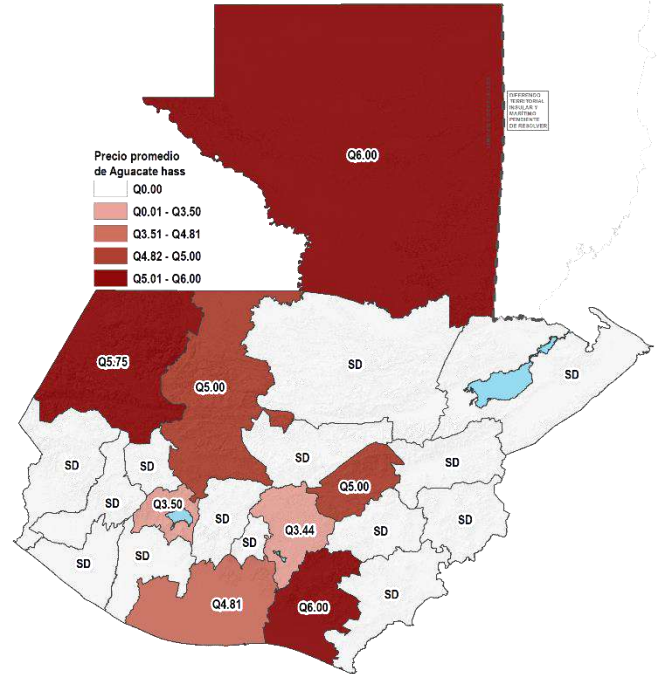 DIFERENDO
TERRITORIAL
INSULAR Y
MARÍTIMO
PENDIENTE
DE RESOLVER
Q6.00
Precio promedio
de Aguacate hass
Q0.00
Q0.01 - Q3.50
Q3.51 - Q4.81
Q4.82 - Q5.00
Q5.01 - Q6.00
Q5.75
SD
SD
Q5.00
SD
SD
SD
SD
Q5.00
SD
Q3.50
SD
Q3.44
SD
SD
SD
SD
SD
SD
Q4.81
Q6.00